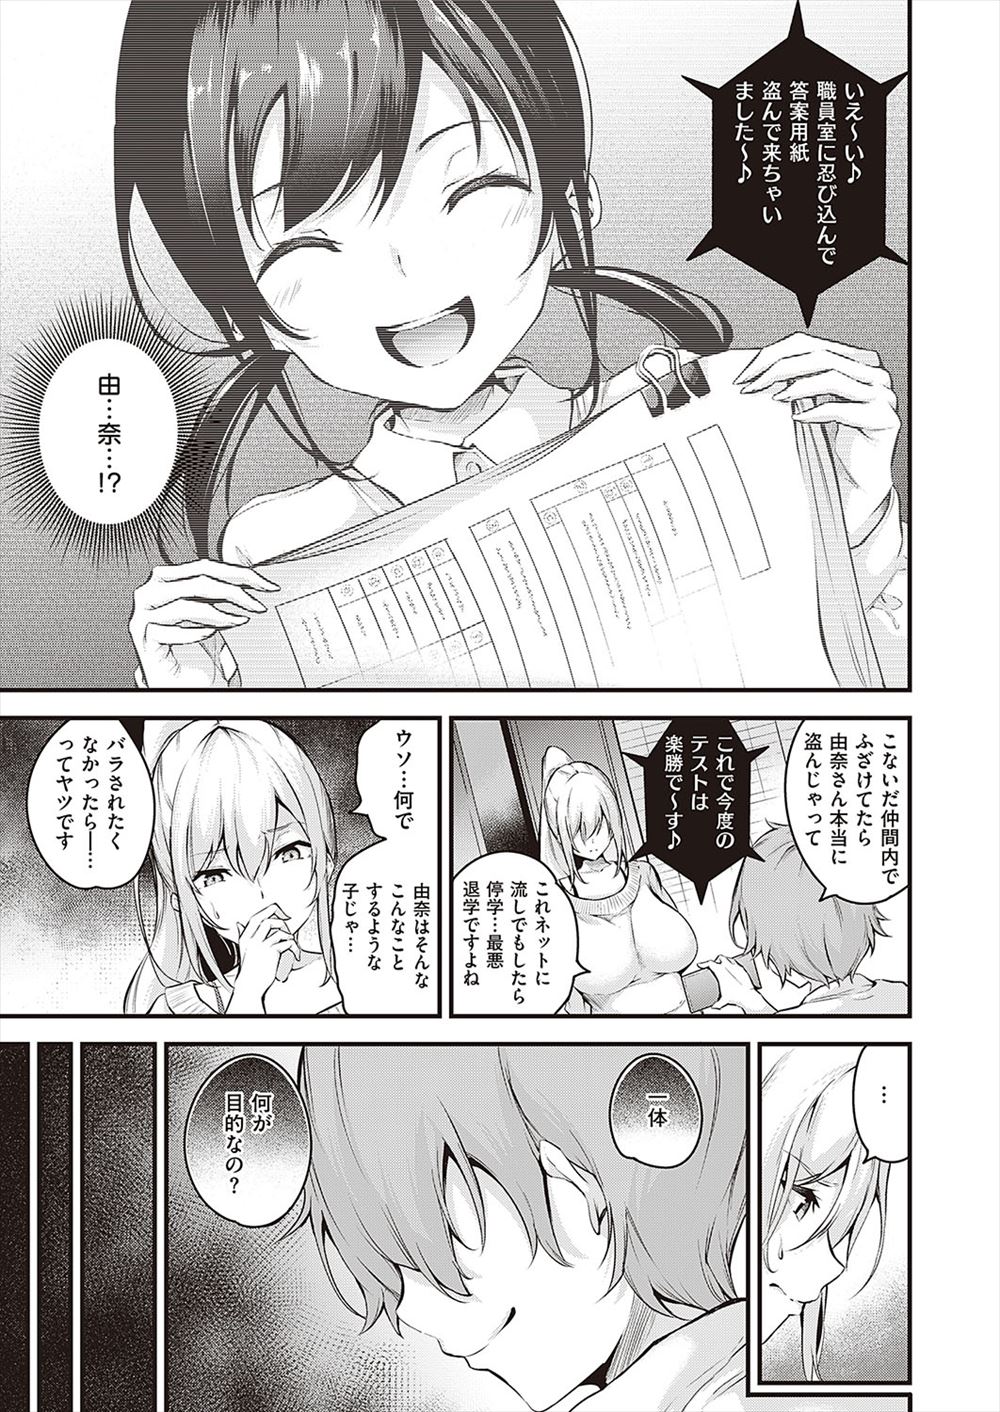 いえ～い♪
職員室に忍び込んで
答案用紙
盗んで来ちゃい
ました～♪
由…奈…!?
こないだ仲間内で
ふざけてたら
由奈さん本当に
盗んじゃって
これで今度の
テストは
楽勝で～す♪
これネットに
流しでもしたら
停学…最悪
退学ですよね
ウソ…何で
由奈はそんな
こんなこと
するような
子じゃ…
バラされたく
なかったら――…
ってヤツです
…
一体
何が
目的なの？